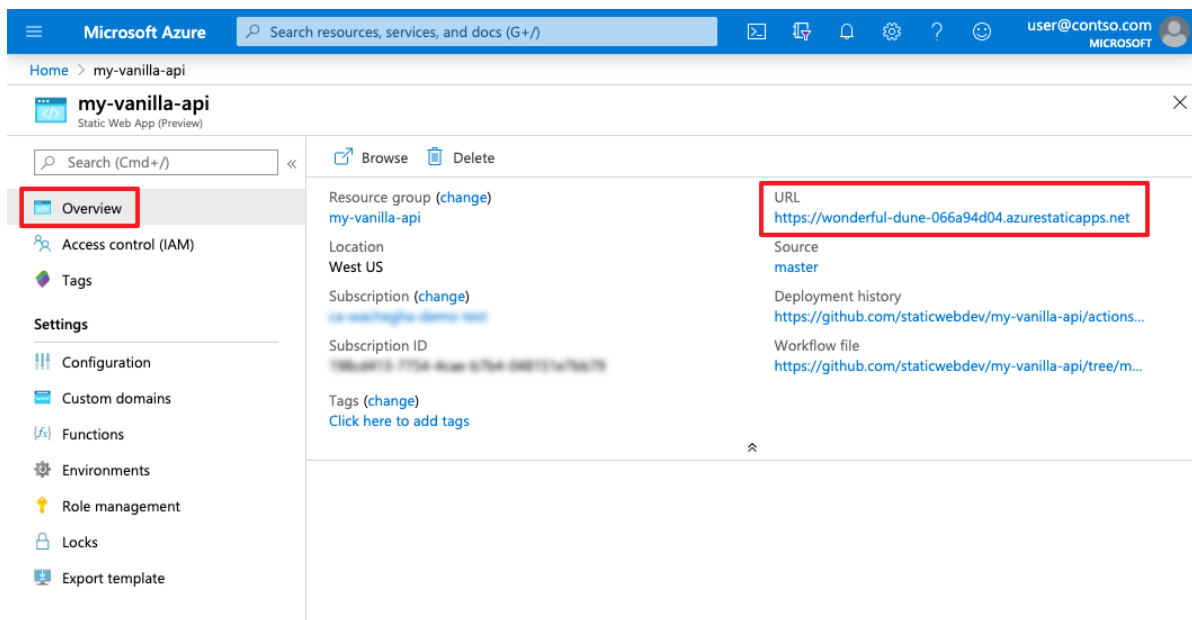 Microsoft Azure
Search resources, services, and docs (G+/)
user@contso.com
MICROSOFT
Home > my-vanilla-api
my-vanilla-api
Static Web App (Preview)
Search (Cmd+/)
Browse
Delete
Overview
Access control (IAM)
Tags
Settings
Configuration
Custom domains
Functions
Environments
Role management
Locks
Export template
Resource group (change)
my-vanilla-api
Location
West US
Subscription (change)
Subscription ID
Tags (change)
Click here to add tags
URL
https://wonderful-dune-066a94d04.azurestaticapps.net
Source
master
Deployment history
https://github.com/staticwebdev/my-vanilla-api/actions...
Workflow file
https://github.com/staticwebdev/my-vanilla-api/tree/m...